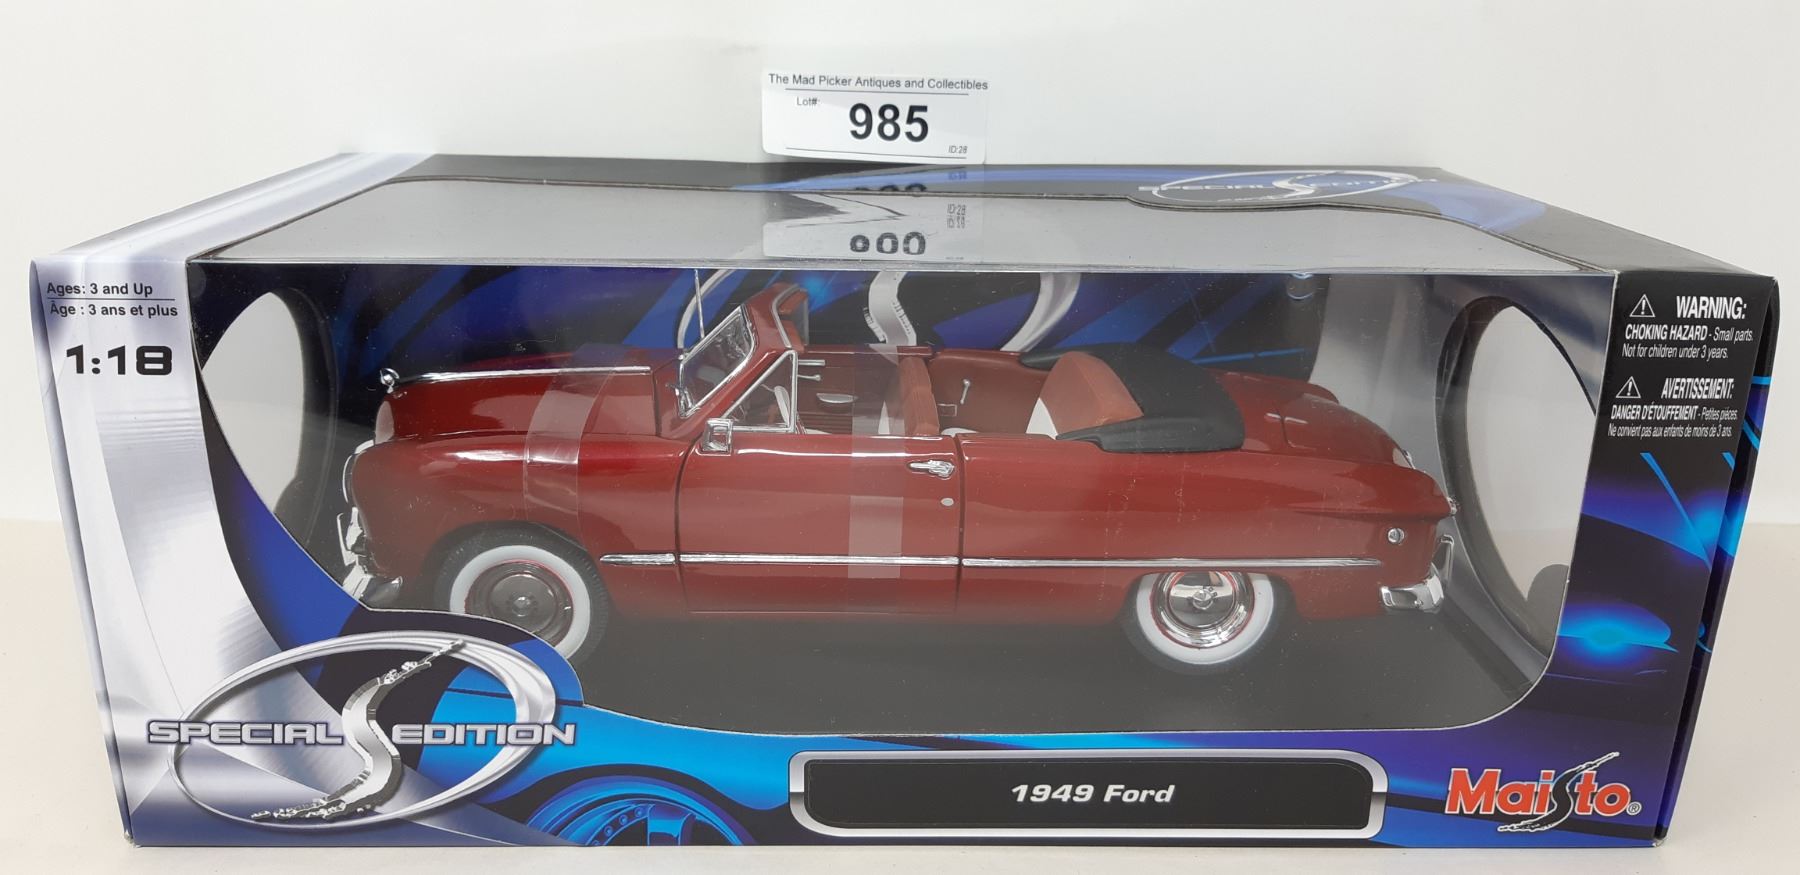 The Mad Picker Antiques and Collectibles
Lot#:
985
ID:28
SPECIAL EDITION
Ages: 3 and Up
Âge : 3 ans et plus
1:18
WARNING:
CHOKING HAZARD - Small parts.
Not for children under 3 years.
AVERTISSEMENT:
DANGER D'ÉTOUFFEMENT - Petites pièces.
Ne convient pas aux enfants de moins de 3 ans.
SPECIAL EDITION
1949 Ford
Maisto®